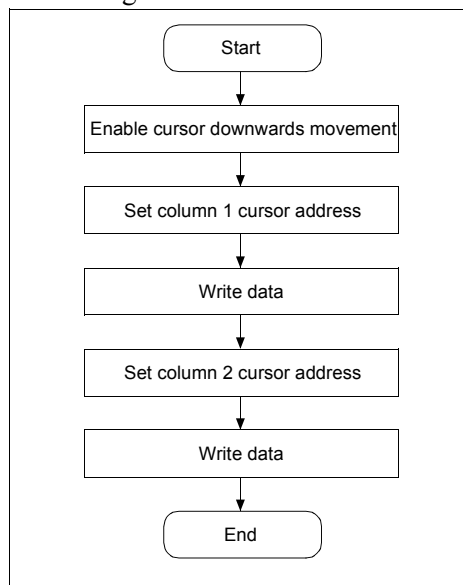 Start
Enable cursor downwards movement
Set column 1 cursor address
Write data
Set column 2 cursor address
Write data
End